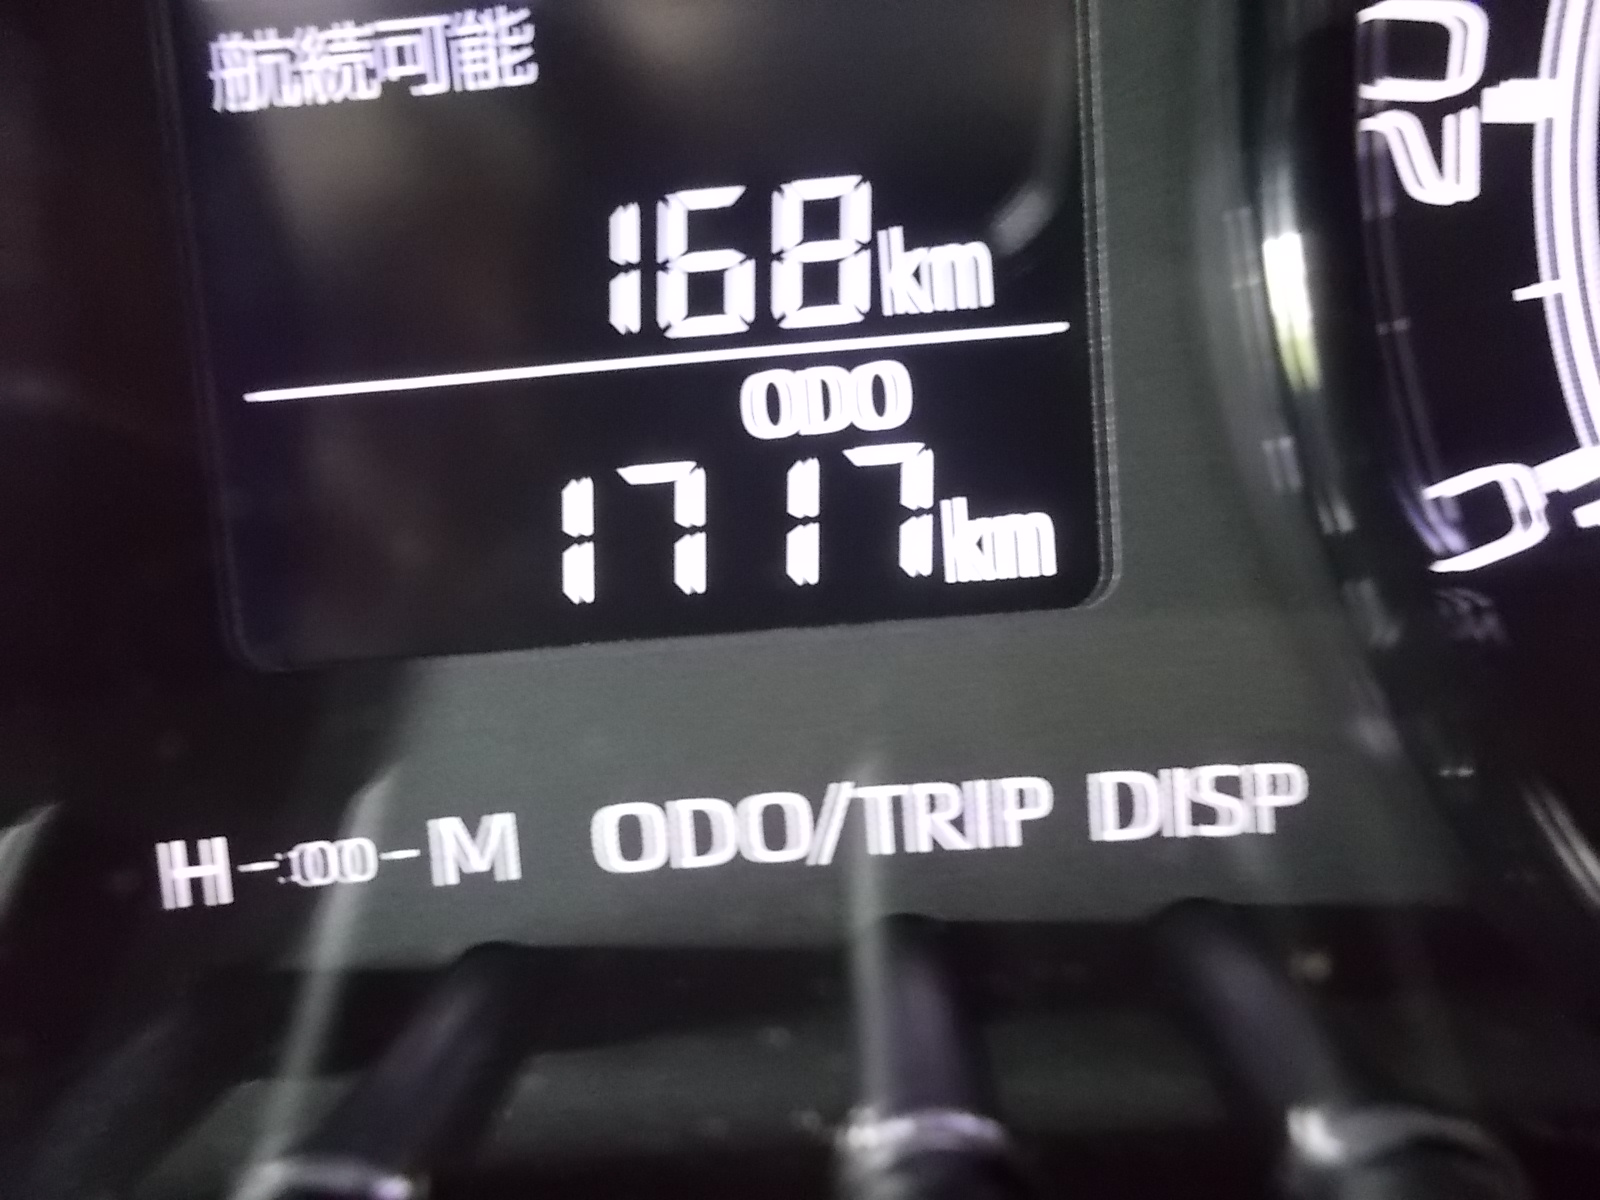 航続可能
168km
ODO
1717km
H-:00-M ODO/TRIP DISP